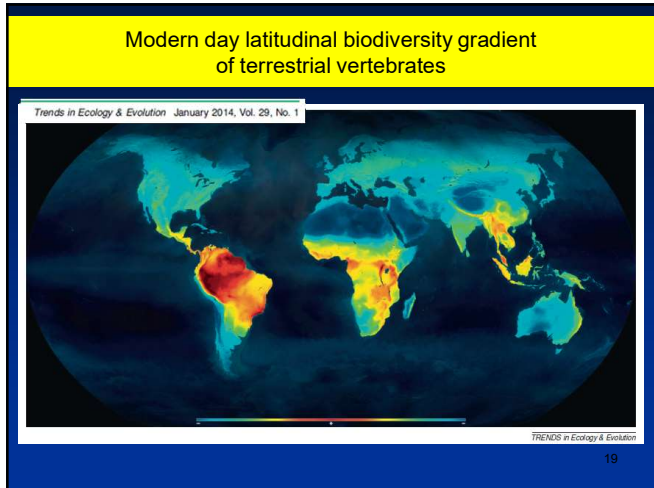 Modern day latitudinal biodiversity gradient
of terrestrial vertebrates
Trends in Ecology & Evolution January 2014, Vol. 29, No. 1
TRENDS in Ecology & Evolution
19